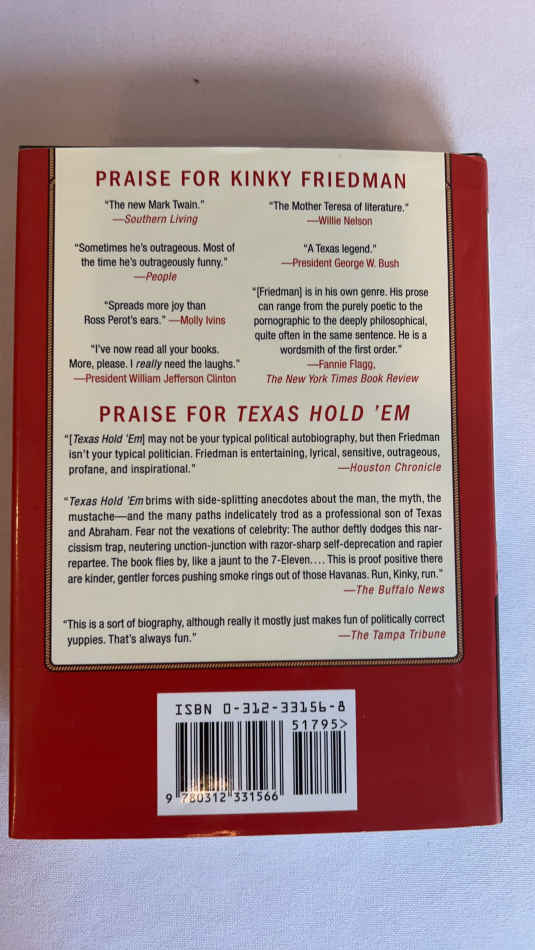 PRAISE FOR KINKY FRIEDMAN
“The new Mark Twain.”
—Southern Living
“Sometimes he’s outrageous. Most of
the time he’s outrageously funny.”
—People
“Spreads more joy than
Ross Perot’s ears.” —Molly Ivins
“I’ve now read all your books.
More, please. I really need the laughs.”
—President William Jefferson Clinton
“The Mother Teresa of literature.”
—Willie Nelson
“A Texas legend.”
—President George W. Bush
“[Friedman] is in his own genre. His prose
can range from the purely poetic to the
pornographic to the deeply philosophical,
quite often in the same sentence. He is a
wordsmith of the first order.”
—Fannie Flagg,
The New York Times Book Review
PRAISE FOR TEXAS HOLD ’EM
“[Texas Hold ’Em] may not be your typical political autobiography, but then Friedman
isn’t your typical politician. Friedman is entertaining, lyrical, sensitive, outrageous,
profane, and inspirational.” —Houston Chronicle
“Texas Hold ’Em brims with side-splitting anecdotes about the man, the myth, the
mustache—and the many paths indelicately trod as a professional son of Texas
and Abraham. Fear not the vexations of celebrity: The author deftly dodges this nar-
cissism trap, neutering unction-junction with razor-sharp self-deprecation and rapier
repartee. The book flies by, like a jaunt to the 7-Eleven.... This is proof positive there
are kinder, gentler forces pushing smoke rings out of those Havanas. Run, Kinky, run.”
—The Buffalo News
“This is a sort of biography, although really it mostly just makes fun of politically correct
yuppies. That’s always fun.” —The Tampa Tribune
ISBN 0-312-33156-8
51795>
9 780312 331566